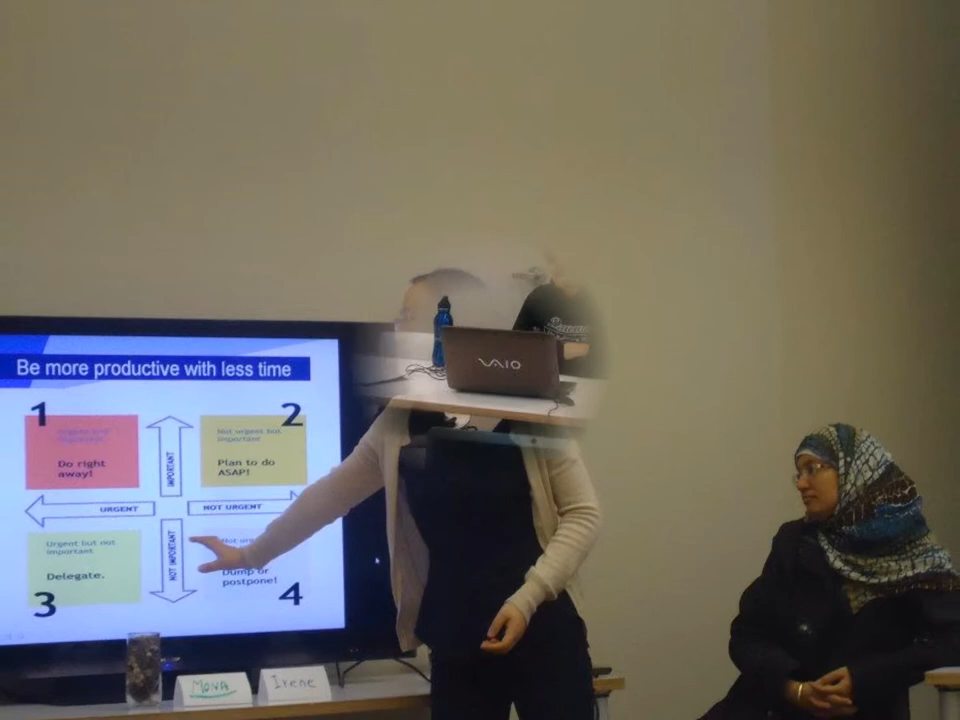 Be more productive with less time
1
Do right
away!
IMPORTANT
2
Not urgent but
important
Plan to do
ASAP!
URGENT
NOT URGENT
Urgent but not
important
Delegate.
3
NOT IMPORTANT
Dump or
postpone!
4
VAIO
MONA
Irene